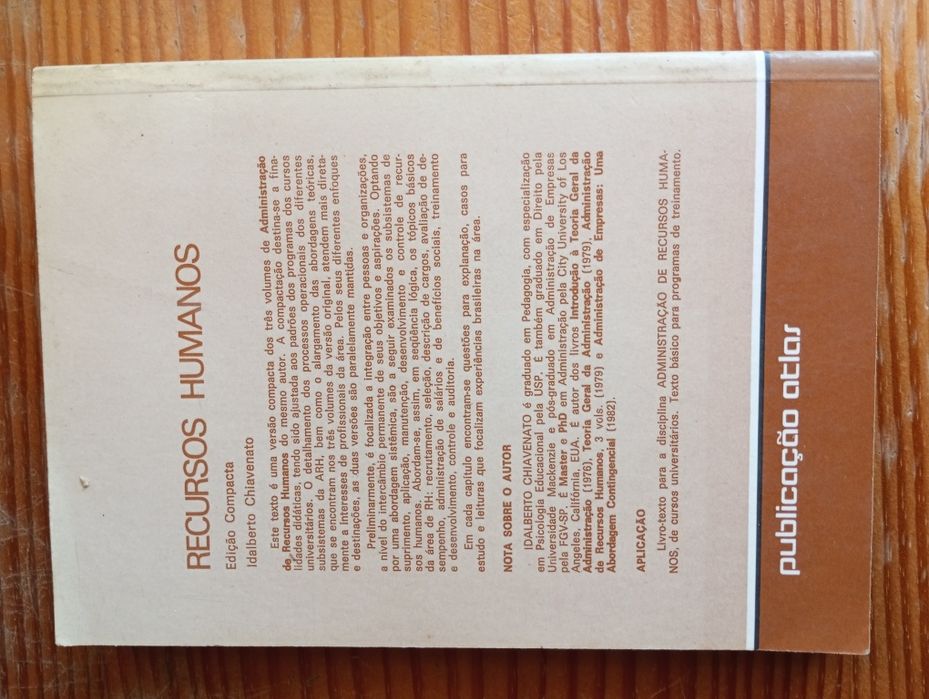 RECURSOS HUMANOS
Edição Compacta
Idalberto Chiavenato
Este texto é uma versão compacta dos três volumes de Administração
de Recursos Humanos do mesmo autor. A compactação destina-se a fina-
lidades didáticas, tendo sido ajustada aos padrões dos programas dos cursos
universitários. O detalhamento dos processos operacionais dos diferentes
subsistemas da ARH, bem como o alargamento das abordagens teóricas,
que se encontram nos três volumes da versão original, atendem mais direta-
mente a interesses de profissionais da área. Pelos seus diferentes enfoques
e destinações, as duas versões são paralelamente mantidas.
Preliminarmente, é focalizada a integração entre pessoas e organizações,
a nível do intercâmbio permanente de seus objetivos e aspirações. Optando
por uma abordagem sistêmica, são a seguir examinados os subsistemas de
suprimento, aplicação, manutenção, desenvolvimento e controle de recur-
sos humanos. Abordam-se, assim, em seqüência lógica, os tópicos básicos
da área de RH: recrutamento, seleção, descrição de cargos, avaliação de de-
sempenho, administração de salários e de benefícios sociais, treinamento
e desenvolvimento, controle e auditoria.
Em cada capítulo encontram-se questões para explanação, casos para
estudo e leituras que focalizam experiências brasileiras na área.
NOTA SOBRE O AUTOR
IDALBERTO CHIAVENATO é graduado em Pedagogia, com especialização
em Psicologia Educacional pela USP. É também graduado em Direito pela
Universidade Mackenzie e pós-graduado em Administração de Empresas
pela FGV-SP. É Master e PhD em Administração pela City University of Los
Angeles, Califórnia, EUA. É autor dos livros Introdução à Teoria Geral da
Administração (1976), Teoria Geral da Administração (1979), Administração
de Recursos Humanos, 3 vols. (1979) e Administração de Empresas: Uma
Abordagem Contingencial (1982).
APLICAÇÃO
Livro-texto para a disciplina ADMINISTRAÇÃO DE RECURSOS HUMA-
NOS, de cursos universitários. Texto básico para programas de treinamento.
publicação atlas